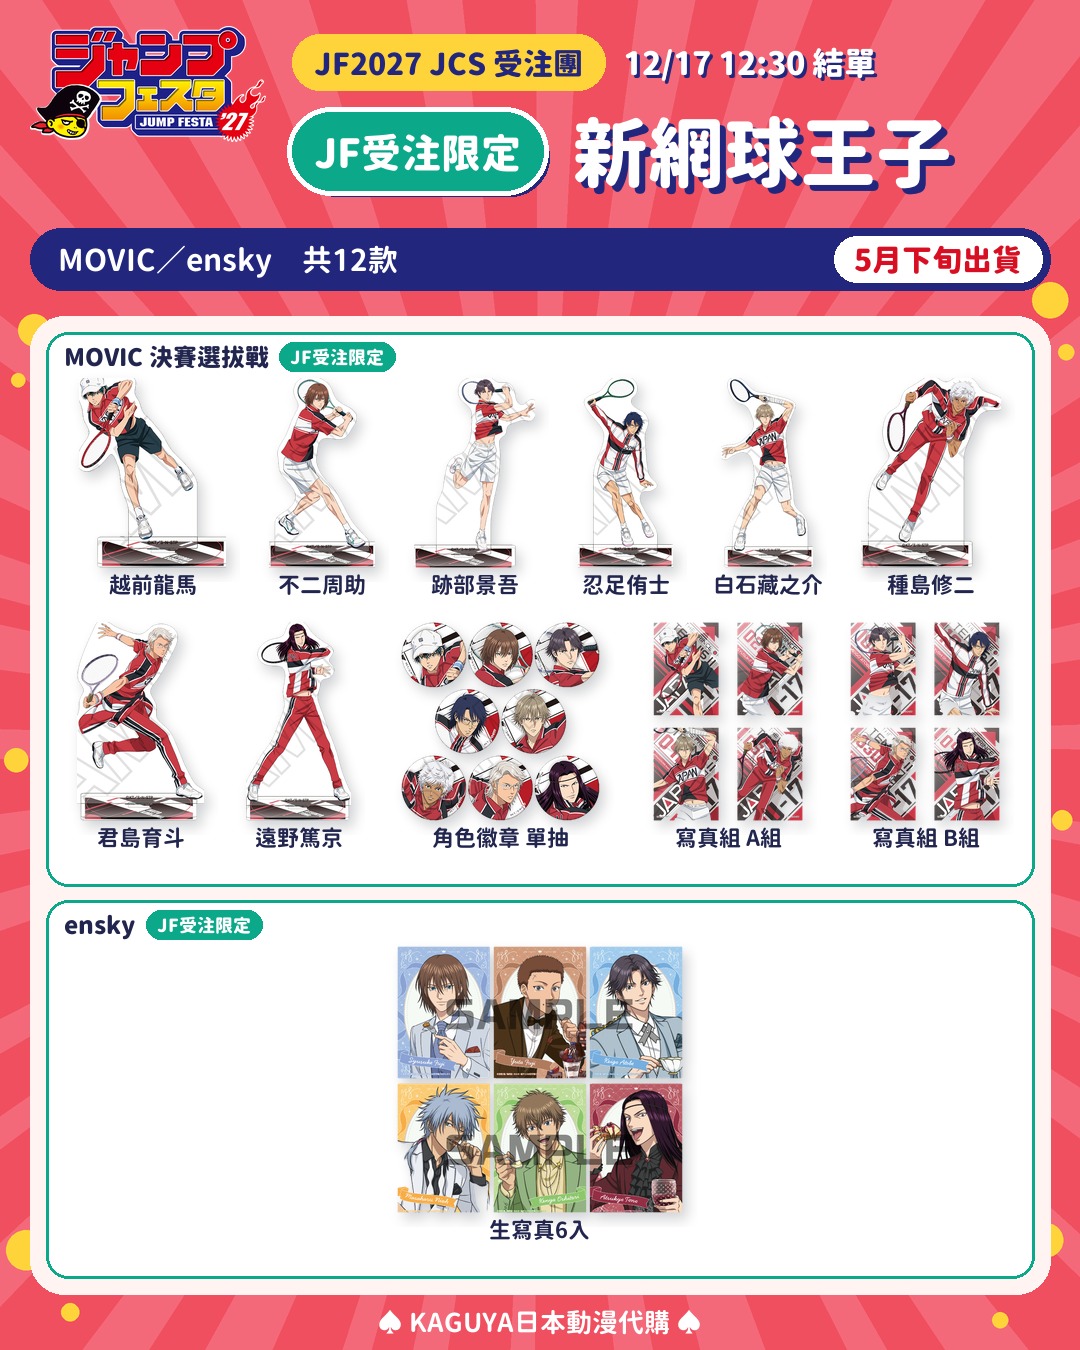 ジャンプ
フェスタ
JUMP FESTA '27
JF2027 JCS 受注團
12/17 12:30 結單
JF受注限定
新網球王子
MOVIC／ensky 共12款
5月下旬出貨
MOVIC 決賽選拔戰
JF受注限定
越前龍馬
不二周助
跡部景吾
忍足侑士
白石藏之介
種島修二
君島育斗
遠野篤京
角色徽章 單抽
寫真組 A組
寫真組 B組
ensky
JF受注限定
SAMPLE
SAMPLE
生寫真6入
♠ KAGUYA日本動漫代購 ♠